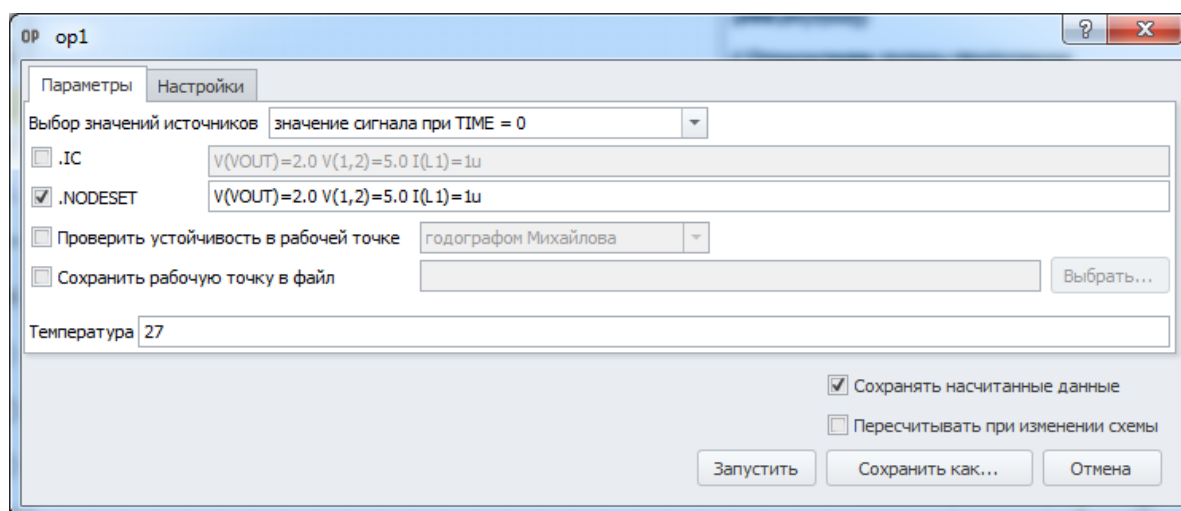 OP op1
? X
Параметры Настройки
Выбор значений источников значение сигнала при TIME = 0
.IC V(VOUT)=2.0 V(1,2)=5.0 I(L1)=1u
.NODESET V(VOUT)=2.0 V(1,2)=5.0 I(L1)=1u
Проверить устойчивость в рабочей точке годографом Михайлова
Сохранить рабочую точку в файл Выбрать...
Температура 27
Сохранять насчитанные данные
Пересчитывать при изменении схемы
Запустить Сохранить как... Отмена